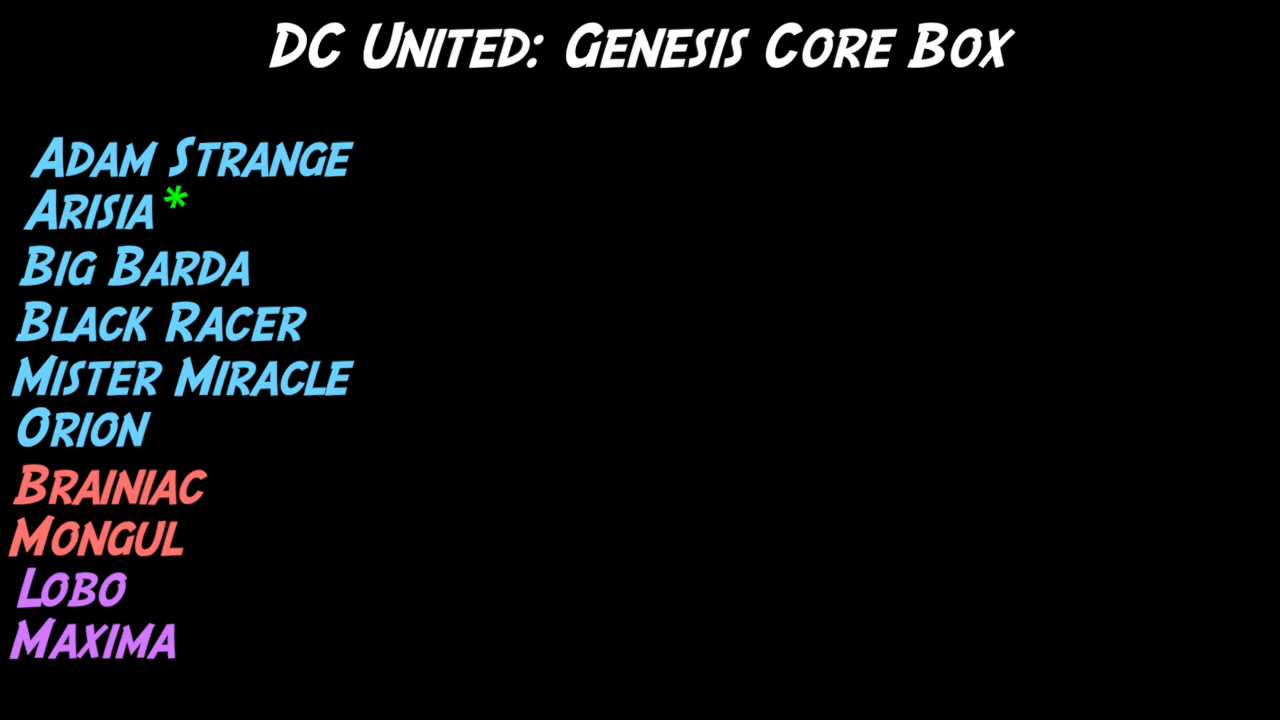 DC United: Genesis Core Box
Adam Strange
Arisia*
Big Barda
Black Racer
Mister Miracle
Orion
Brainiac
Mongul
Lobo
Maxima